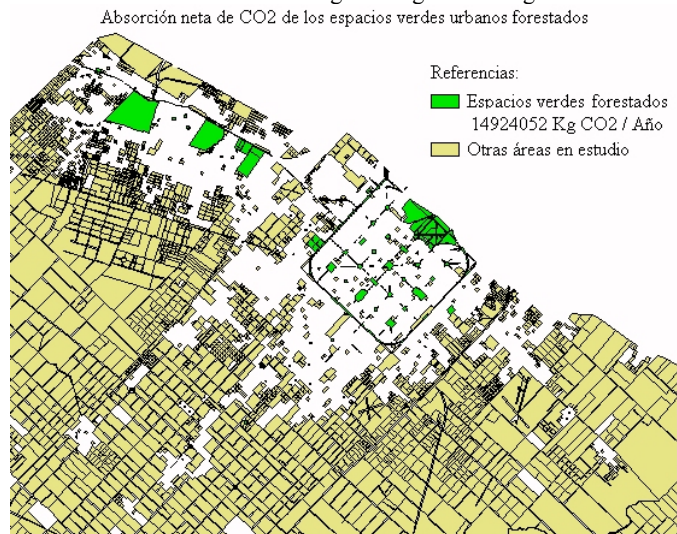 Absorción neta de CO2 de los espacios verdes urbanos forestados
Referencias:
Espacios verdes forestados
14924052 Kg CO2 / Año
Otras áreas en estudio